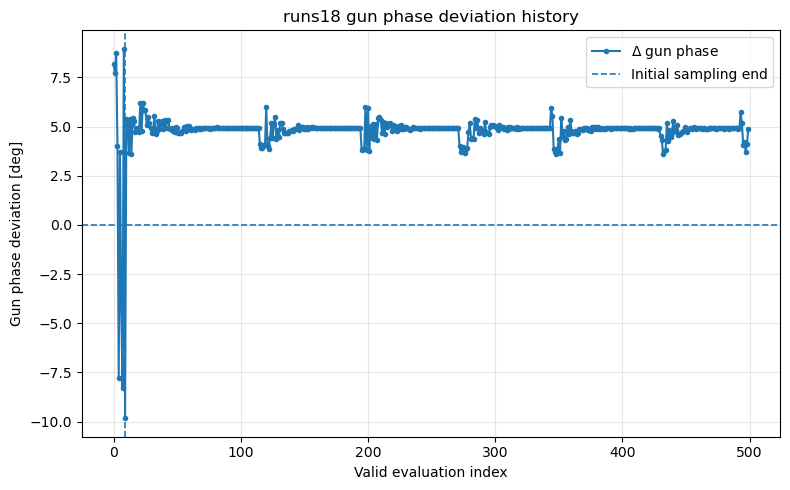 runs18 gun phase deviation history
Δ gun phase
Initial sampling end
Gun phase deviation [deg]
7.5
5.0
2.5
0.0
−2.5
−5.0
−7.5
−10.0
0 100 200 300 400 500
Valid evaluation index